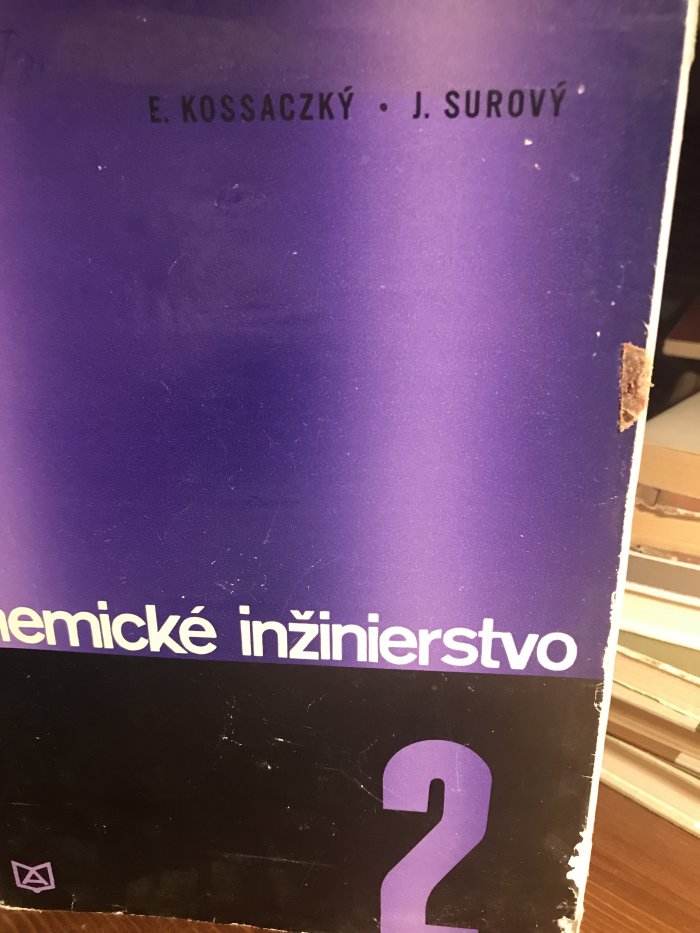 E. KOSSACZKÝ • J. SUROVÝ
hemické inžinierstvo
2